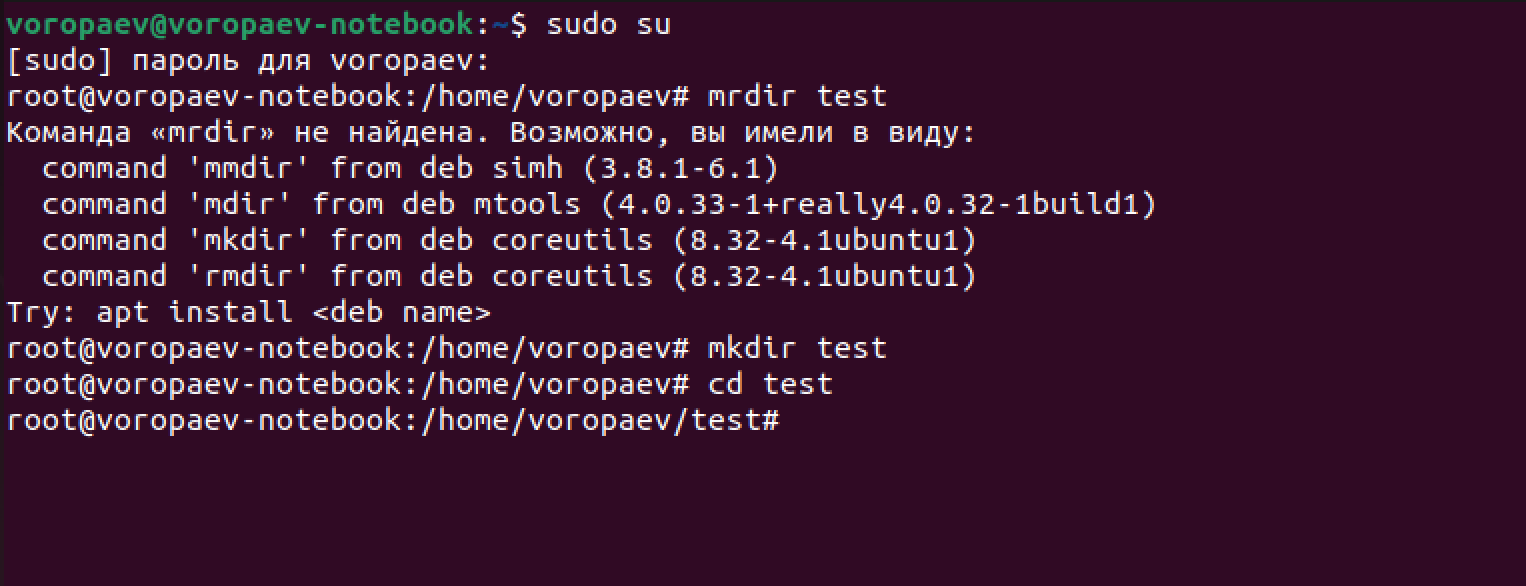 voropaev@voropaev-notebook:~$ sudo su
[sudo] пароль для voropaev:
root@voropaev-notebook:/home/voropaev# mrdir test
Команда «mrdir» не найдена. Возможно, вы имели в виду:
  command 'mmdir' from deb simh (3.8.1-6.1)
  command 'mdir' from deb mtools (4.0.33-1+really4.0.32-1build1)
  command 'mkdir' from deb coreutils (8.32-4.1ubuntu1)
  command 'rmdir' from deb coreutils (8.32-4.1ubuntu1)
Try: apt install <deb name>
root@voropaev-notebook:/home/voropaev# mkdir test
root@voropaev-notebook:/home/voropaev# cd test
root@voropaev-notebook:/home/voropaev/test#